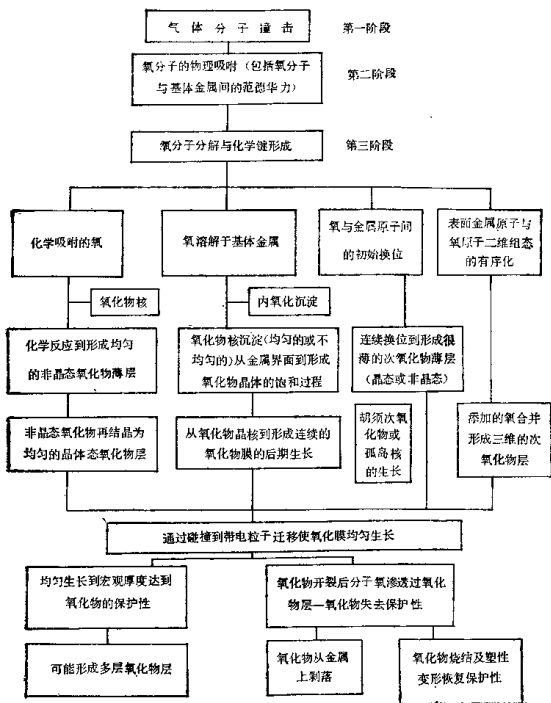 气体分子撞击
第一阶段
氧分子的物理吸附（包括氧分子
与基体金属间的范德华力）
第二阶段
氧分子分解与化学键形成
第三阶段
化学吸咐的氧
氧溶解于基体金属
氧与金属原子间
的初始换位
表面金属原子与
氧原子二维组态
的有序化
氧化物核
内氧化沉淀
化学反应到形成均匀
的非晶态氧化物薄层
氧化物核沉淀(均匀的或不
均匀的)从金属界面到形成
氧化物晶体的饱和过程
连续换位到形成很
薄的次氧化物薄层
(晶态或非晶态)
非晶态氧化物再结晶为
均匀的晶体态氧化物层
从氧化物晶核到形成连续的
氧化物膜的后期生长
胡须次氧
化物或
孤岛核
的生长
添加的氧合并
形成三维的次
氧化物层
通过碰撞到带电粒子迁移使氧化膜均匀生长
均匀生长到宏观厚度达到
氧化物的保护性
氧化物开裂后分子氧渗透过氧化
物层—氧化物失去保护性
可能形成多层氧化物层
氧化物从金属
上剥落
氧化物烧结及塑性
变形恢复保护性